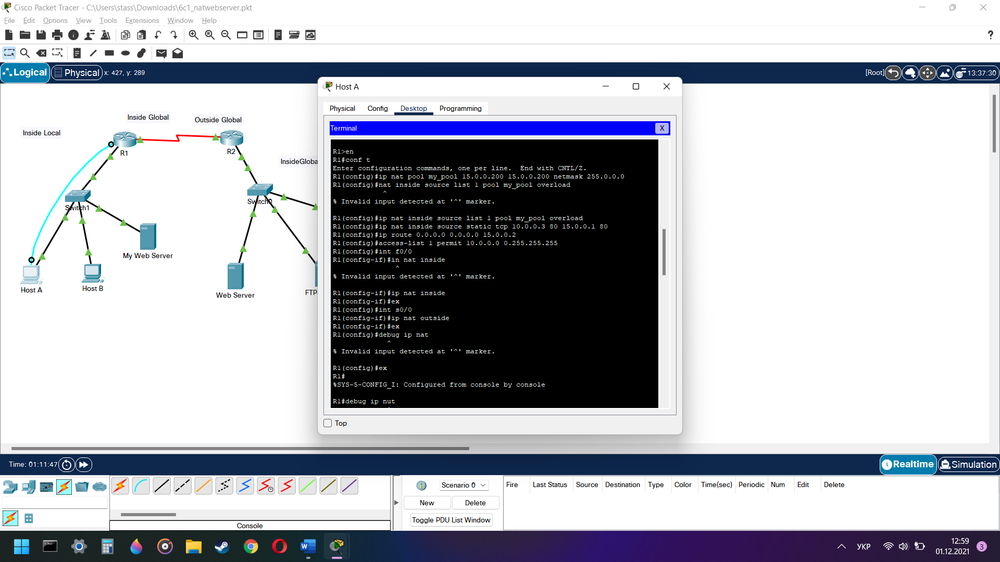 Cisco Packet Tracer - C:\Users\stass\Downloads\6c1_natwebserver.pkt
File Edit Options View Tools Extensions Window Help
Logical
Physical
x: 427, y: 289
[Root]
13:37:30
Inside Local
Inside Global
Outside Global
InsideGloba
R1
R2
Switch1
Switch0
My Web Server
Host A
Host B
Web Server
FTP
Host A
Physical Config Desktop Programming
Terminal
X
R1>en
R1#conf t
Enter configuration commands, one per line.  End with CNTL/Z.
R1(config)#ip nat pool my_pool 15.0.0.200 15.0.0.200 netmask 255.0.0.0
R1(config)#nat inside source list 1 pool my_pool overload
^
% Invalid input detected at '^' marker.
R1(config)#ip nat inside source list 1 pool my_pool overload
R1(config)#ip nat inside source static tcp 10.0.0.3 80 15.0.0.1 80
R1(config)#ip route 0.0.0.0 0.0.0.0 15.0.0.2
R1(config)#access-list 1 permit 10.0.0.0 0.255.255.255
R1(config)#int f0/0
R1(config-if)#in nat inside
^
% Invalid input detected at '^' marker.
R1(config-if)#ip nat inside
R1(config-if)#ex
R1(config)#int s0/0
R1(config-if)#ip nat outside
R1(config-if)#ex
R1(config)#debug ip nat
^
% Invalid input detected at '^' marker.
R1(config)#ex
R1#
%SYS-5-CONFIG_I: Configured from console by console
R1#debug ip nut
Top
Time: 01:11:47
Realtime
Simulation
Console
Scenario 0
New
Delete
Toggle PDU List Window
Fire Last Status Source Destination Type Color Time(sec) Periodic Num Edit Delete
УКР
12:59
01.12.2021
3